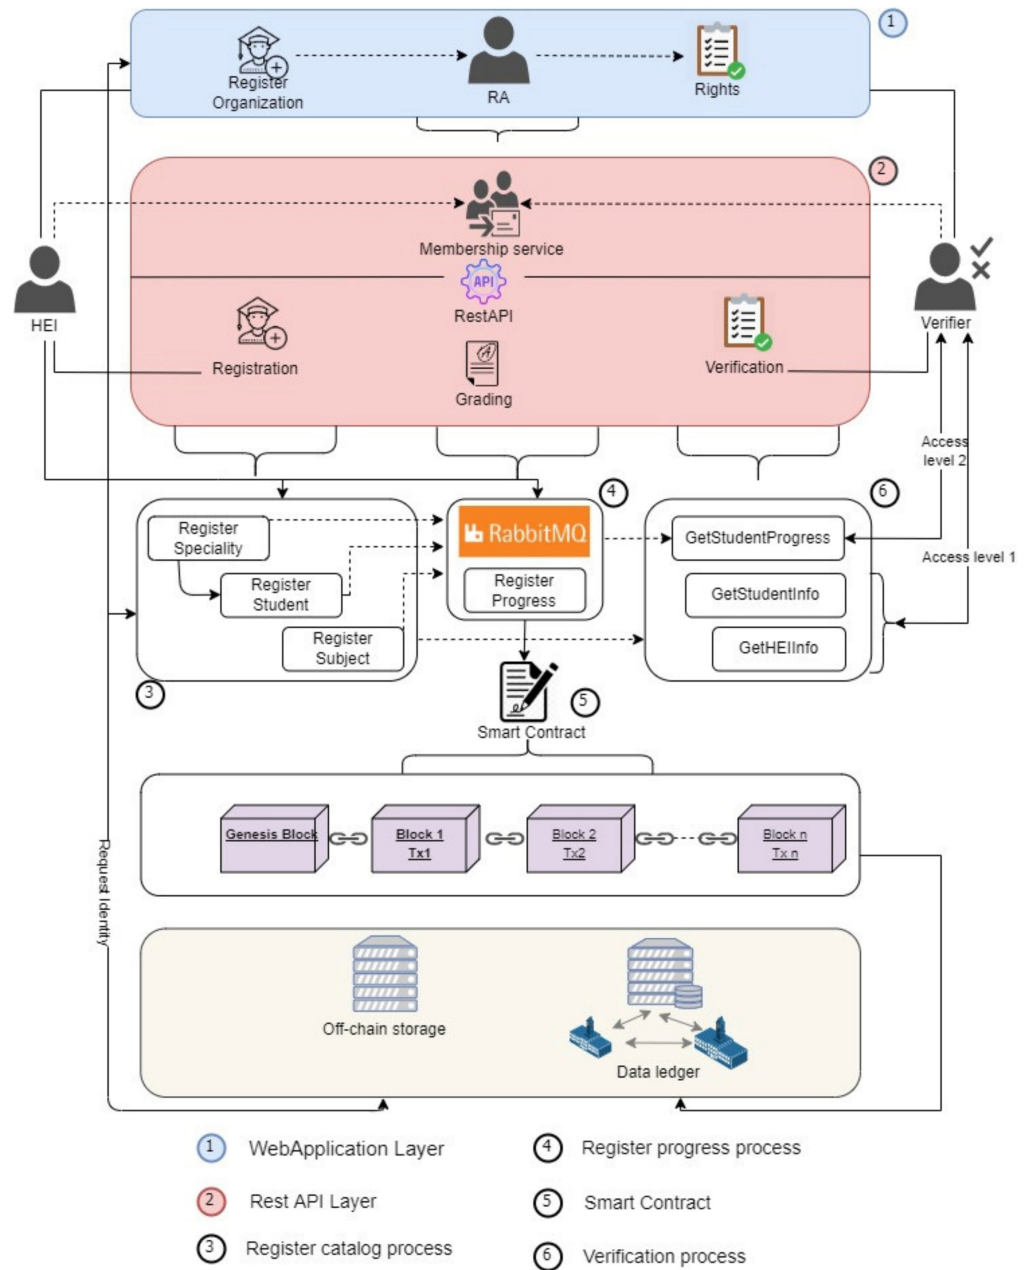 1
Register
Organization
RA
Rights
2
Membership service
API
RestAPI
HEI
Verifier
Registration
A
Grading
Verification
Access
level 2
4
6
Register
Speciality
RabbitMQ
GetStudentProgress
Access level 1
Register
Student
Register
Progress
GetStudentInfo
Register
Subject
GetHEIInfo
3
5
Smart Contract
Genesis Block
Block 1
Tx1
Block 2
Tx2
Block n
Tx n
Request Identity
Off-chain storage
Data ledger
1 WebApplication Layer
2 Rest API Layer
3 Register catalog process
4 Register progress process
5 Smart Contract
6 Verification process